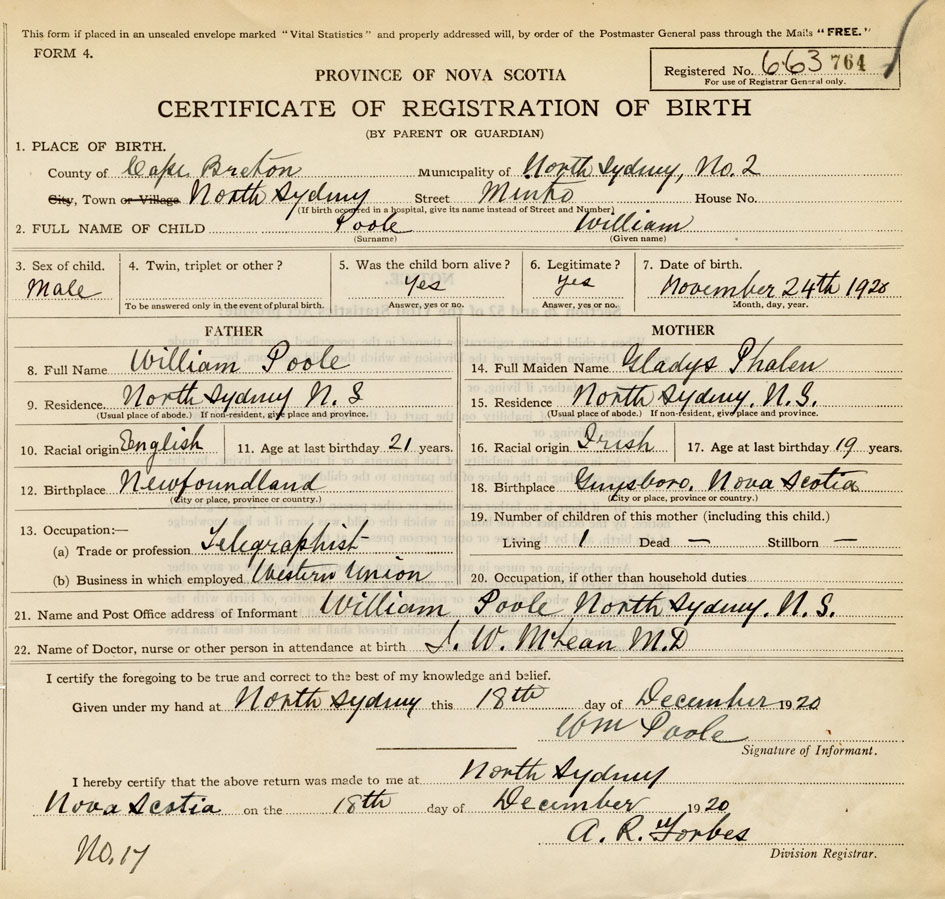 This form if placed in an unsealed envelope marked "Vital Statistics" and properly addressed will, by order of the Postmaster General pass through the Mails "FREE."
FORM 4.
Registered No. 663 764
For use of Registrar General only.
PROVINCE OF NOVA SCOTIA
CERTIFICATE OF REGISTRATION OF BIRTH
(BY PARENT OR GUARDIAN)
1. PLACE OF BIRTH.
County of Cape Breton Municipality of North Sydney, No. 2
City, Town or Village North Sydney Street Minto House No.
(If birth occurred in a hospital, give its name instead of Street and Number)
2. FULL NAME OF CHILD Poole William
(Surname) (Given name)
3. Sex of child. 4. Twin, triplet or other? 5. Was the child born alive? 6. Legitimate? 7. Date of birth.
Male Yes Yes November 24th 1920
To be answered only in the event of plural birth. Answer, yes or no. Answer, yes or no. Month, day, year.
FATHER MOTHER
8. Full Name William Poole 14. Full Maiden Name Gladys Phalen
9. Residence. North Sydney N. S 15. Residence North Sydney, N. S.
(Usual place of abode.) If non-resident, give place and province. (Usual place of abode.) If non-resident, give place and province.
10. Racial origin English 11. Age at last birthday 21 years. 16. Racial origin Irish 17. Age at last birthday 19 years.
12. Birthplace Newfoundland 18. Birthplace Guysboro, Nova Scotia
(City or place, province or country.) (City or place, province or country.)
13. Occupation:— 19. Number of children of this mother (including this child.)
(a) Trade or profession Telegraphist Living 1 Dead — Stillborn —
(b) Business in which employed Western Union 20. Occupation, if other than household duties
21. Name and Post Office address of Informant William Poole North Sydney, N. S.
22. Name of Doctor, nurse or other person in attendance at birth W. McLean M.D
I certify the foregoing to be true and correct to the best of my knowledge and belief.
Given under my hand at North Sydney this 18th day of December 1920
Wm Poole
Signature of Informant.
I hereby certify that the above return was made to me at North Sydney
Nova Scotia on the 18th day of December 1920
A. R. Forbes
Division Registrar.
No. 17